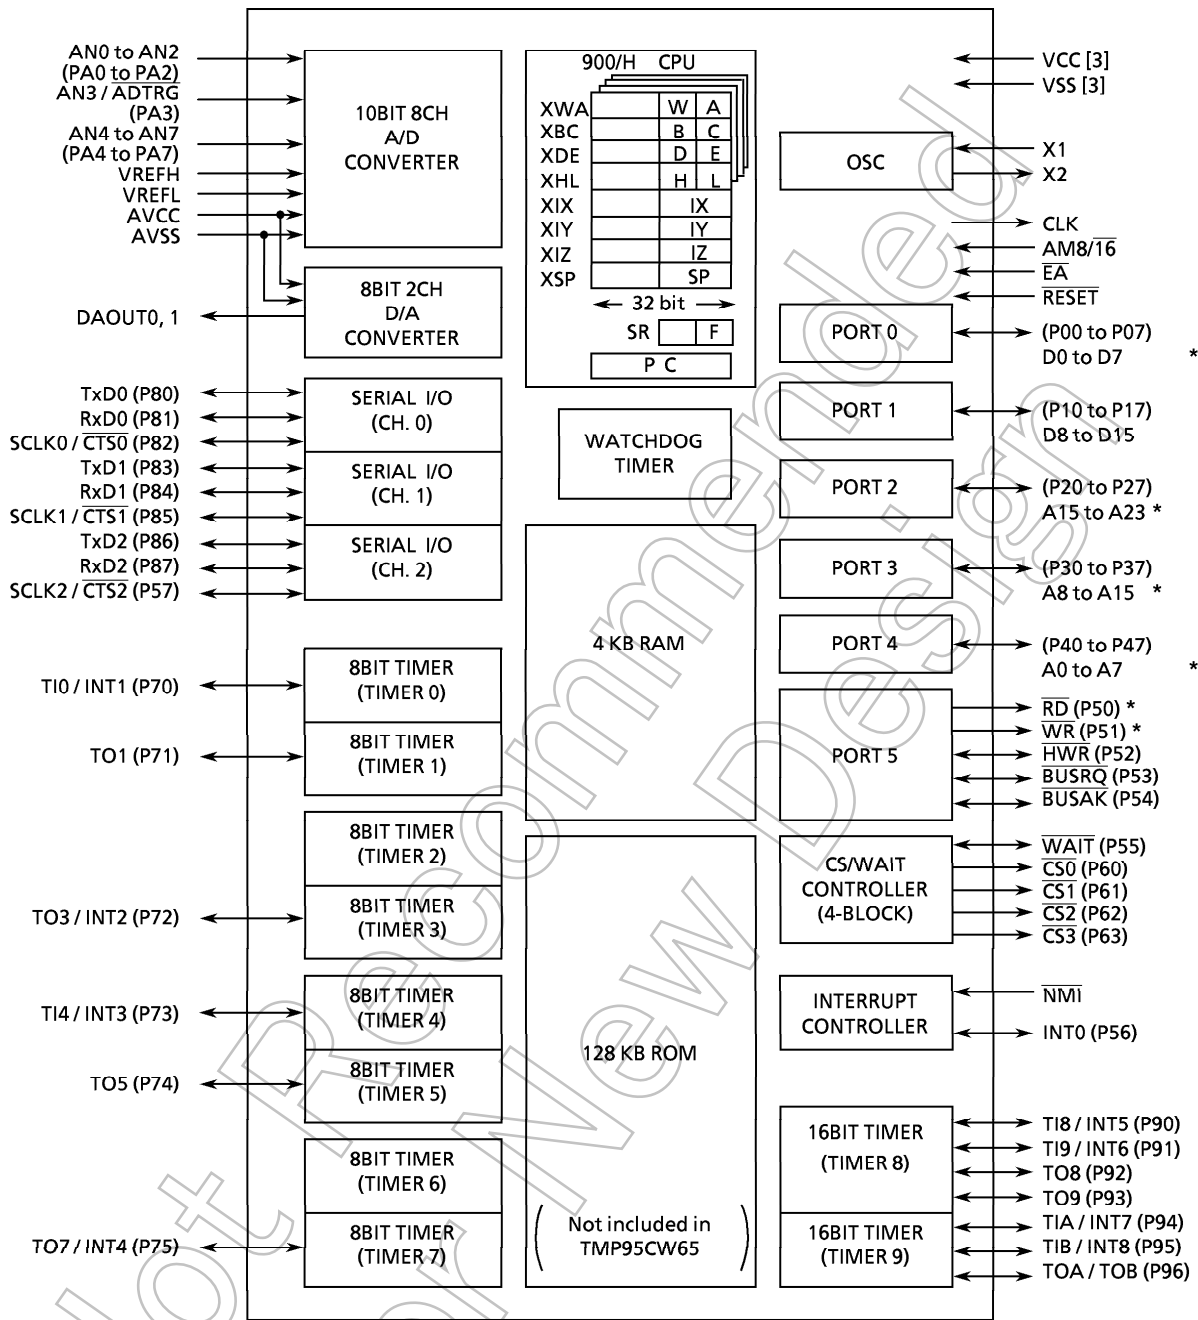 AN0 to AN2
(PA0 to PA2)
AN3 / ADTRG
(PA3)
AN4 to AN7
(PA4 to PA7)
VREFH
VREFL
AVCC
AVSS
10BIT 8CH
A/D
CONVERTER
DAOUT0, 1
8BIT 2CH
D/A
CONVERTER
TxD0 (P80)
RxD0 (P81)
SCLK0 / CTS0 (P82)
TxD1 (P83)
RxD1 (P84)
SCLK1 / CTS1 (P85)
TxD2 (P86)
RxD2 (P87)
SCLK2 / CTS2 (P57)
SERIAL I/O
(CH. 0)
SERIAL I/O
(CH. 1)
SERIAL I/O
(CH. 2)
TI0 / INT1 (P70)
8BIT TIMER
(TIMER 0)
TO1 (P71)
8BIT TIMER
(TIMER 1)
8BIT TIMER
(TIMER 2)
TO3 / INT2 (P72)
8BIT TIMER
(TIMER 3)
TI4 / INT3 (P73)
8BIT TIMER
(TIMER 4)
TO5 (P74)
8BIT TIMER
(TIMER 5)
8BIT TIMER
(TIMER 6)
TO7 / INT4 (P75)
8BIT TIMER
(TIMER 7)
900/H CPU
XWA W A
XBC B C
XDE D E
XHL H L
XIX IX
XIY IY
XIZ IZ
XSP SP
32 bit
SR F
P C
WATCHDOG
TIMER
4 KB RAM
128 KB ROM
Not included in
TMP95CW65
VCC [3]
VSS [3]
OSC
X1
X2
CLK
AM8/16
EA
RESET
PORT 0
(P00 to P07)
D0 to D7 *
PORT 1
(P10 to P17)
D8 to D15
PORT 2
(P20 to P27)
A15 to A23 *
PORT 3
(P30 to P37)
A8 to A15 *
PORT 4
(P40 to P47)
A0 to A7 *
PORT 5
RD (P50) *
WR (P51) *
HWR (P52)
BUSRQ (P53)
BUSAK (P54)
CS/WAIT
CONTROLLER
(4-BLOCK)
WAIT (P55)
CS0 (P60)
CS1 (P61)
CS2 (P62)
CS3 (P63)
INTERRUPT
CONTROLLER
NMI
INT0 (P56)
16BIT TIMER
(TIMER 8)
TI8 / INT5 (P90)
TI9 / INT6 (P91)
TO8 (P92)
TO9 (P93)
16BIT TIMER
(TIMER 9)
TIA / INT7 (P94)
TIB / INT8 (P95)
TOA / TOB (P96)
Not Recommended
for New Design